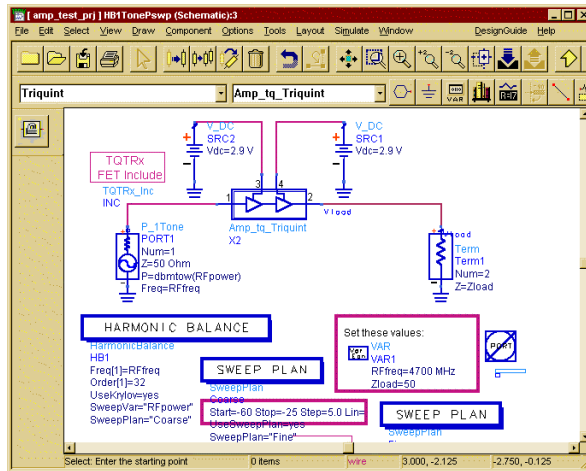 [ amp_test_prj ] HB1TonePswp (Schematic):3
File Edit Select View Draw Component Options Tools Layout Simulate Window DesignGuide Help
VAR
R=?
Triquint
Amp_tq_Triquint
V_DC
SRC2
Vdc=2.9 V
V_DC
SRC1
Vdc=2.9 V
TQTRx
FET Include
TQTRx_Inc
INC
3 4
1 2
Vload
Amp_tq_Triquint
X2
P_1Tone
PORT1
Num=1
Z=50 Ohm
P=dbmtow(RFpower)
Freq=RFfreq
Vload
Term
Term1
Num=2
Z=Zload
HARMONIC BALANCE
HarmonicBalance
HB1
Freq[1]=RFfreq
Order[1]=32
UseKrylov=yes
SweepVar="RFpower"
SweepPlan="Coarse"
SWEEP PLAN
SweepPlan
Coarse
Start=-60 Stop=-25 Step=5.0 Lin=
UseSweepPlan=yes
SweepPlan="Fine"
Set these values:
Var
Eqn
VAR
VAR1
RFfreq=4700 MHz
Zload=50
PORT
SWEEP PLAN
SweepPlan
Select: Enter the starting point 0 items wire 3.000, -2.125 -2.750, -0.125